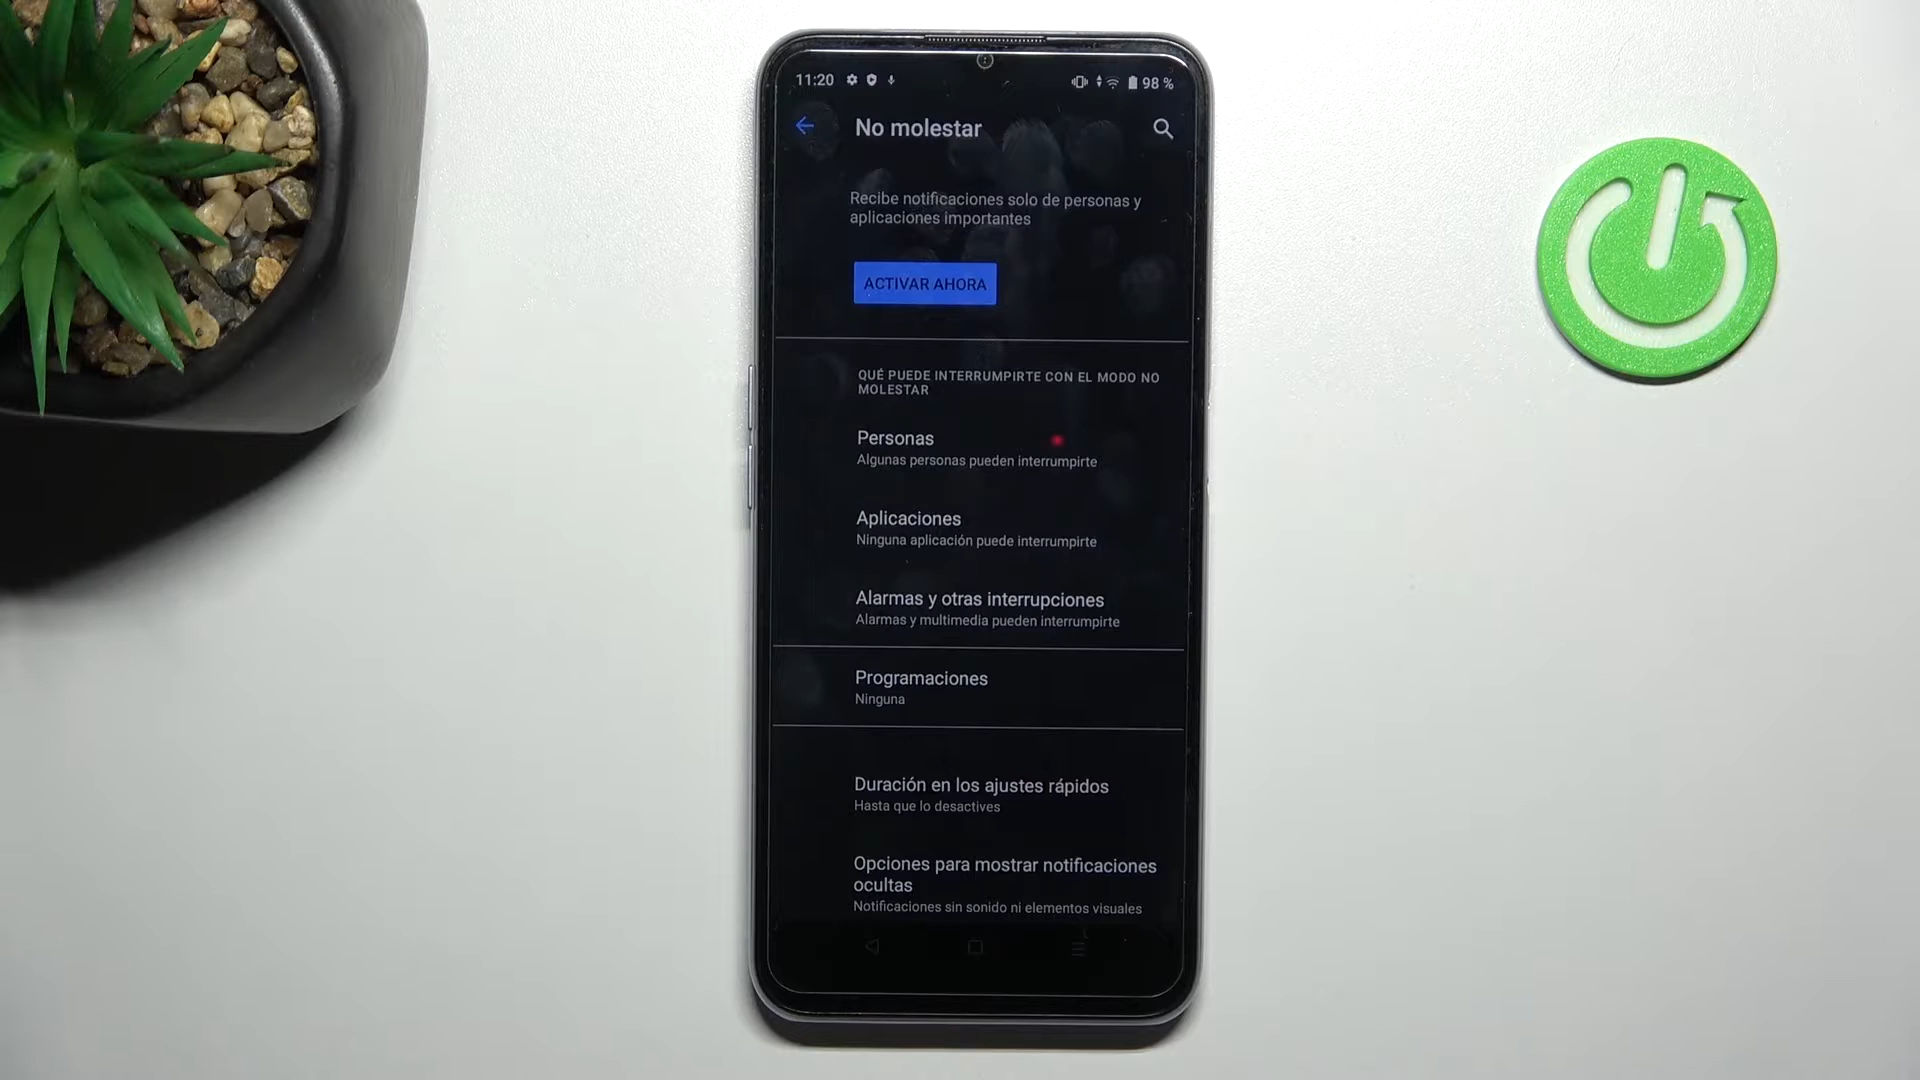 11:20
98 %
No molestar
Recibe notificaciones solo de personas y
aplicaciones importantes
ACTIVAR AHORA
QUÉ PUEDE INTERRUMPIRTE CON EL MODO NO
MOLESTAR
Personas
Algunas personas pueden interrumpirte
Aplicaciones
Ninguna aplicación puede interrumpirte
Alarmas y otras interrupciones
Alarmas y multimedia pueden interrumpirte
Programaciones
Ninguna
Duración en los ajustes rápidos
Hasta que lo desactives
Opciones para mostrar notificaciones
ocultas
Notificaciones sin sonido ni elementos visuales